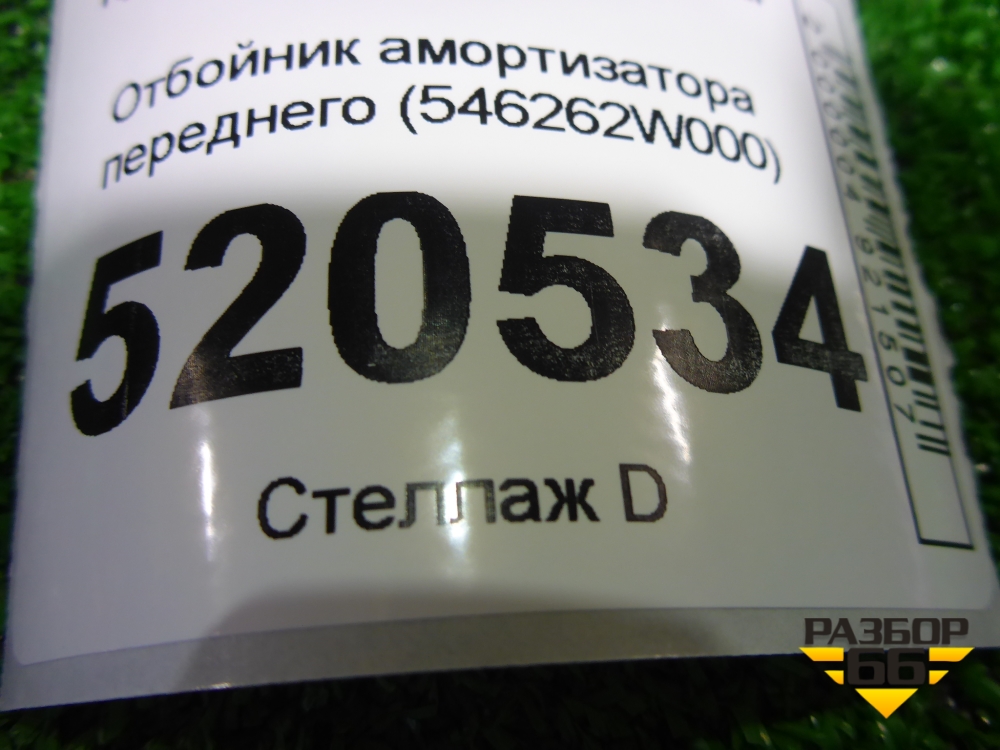 Отбойник амортизатора
переднего (546262W000)
520534
Стеллаж D
РАЗБОР
66